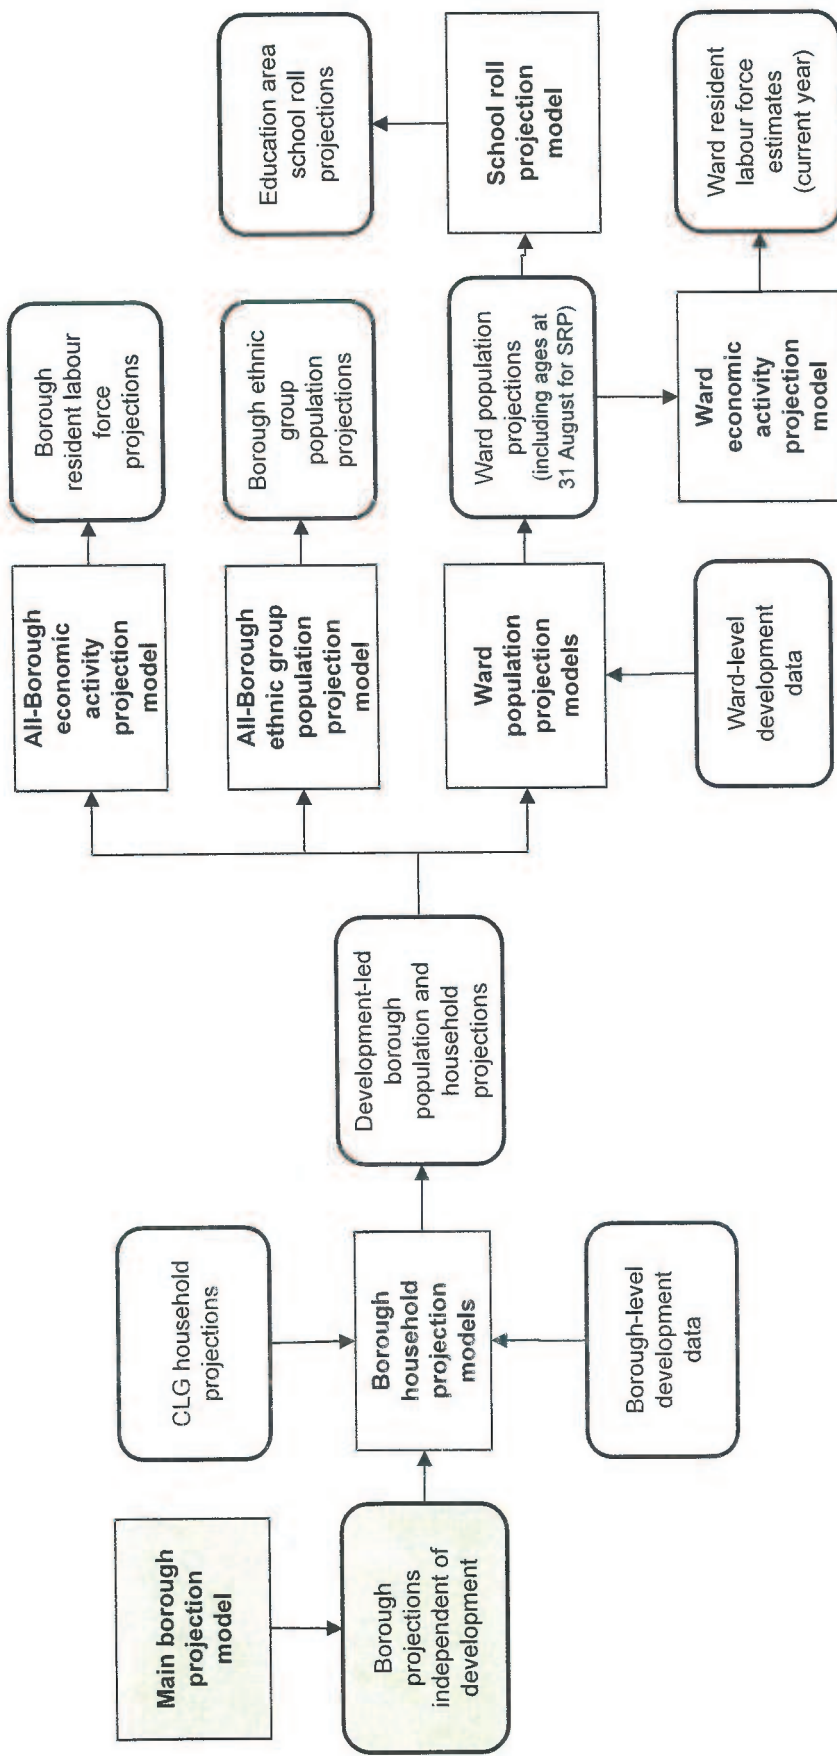 Main borough
projection
model
Borough
projections
independent of
development
CLG household
projections
Borough
household
projection
models
Borough-level
development
data
Development-led
borough
population and
household
projections
All-Borough
economic
activity
projection
model
Borough
resident labour
force
projections
All-Borough
ethnic group
population
projection
model
Borough ethnic
group
population
projections
Ward
population
projection
models
Ward-level
development
data
Ward population
projections
(including ages at
31 August for SRP)
School roll
projection
model
Education area
school roll
projections
Ward
economic
activity
projection
model
Ward resident
labour force
estimates
(current year)